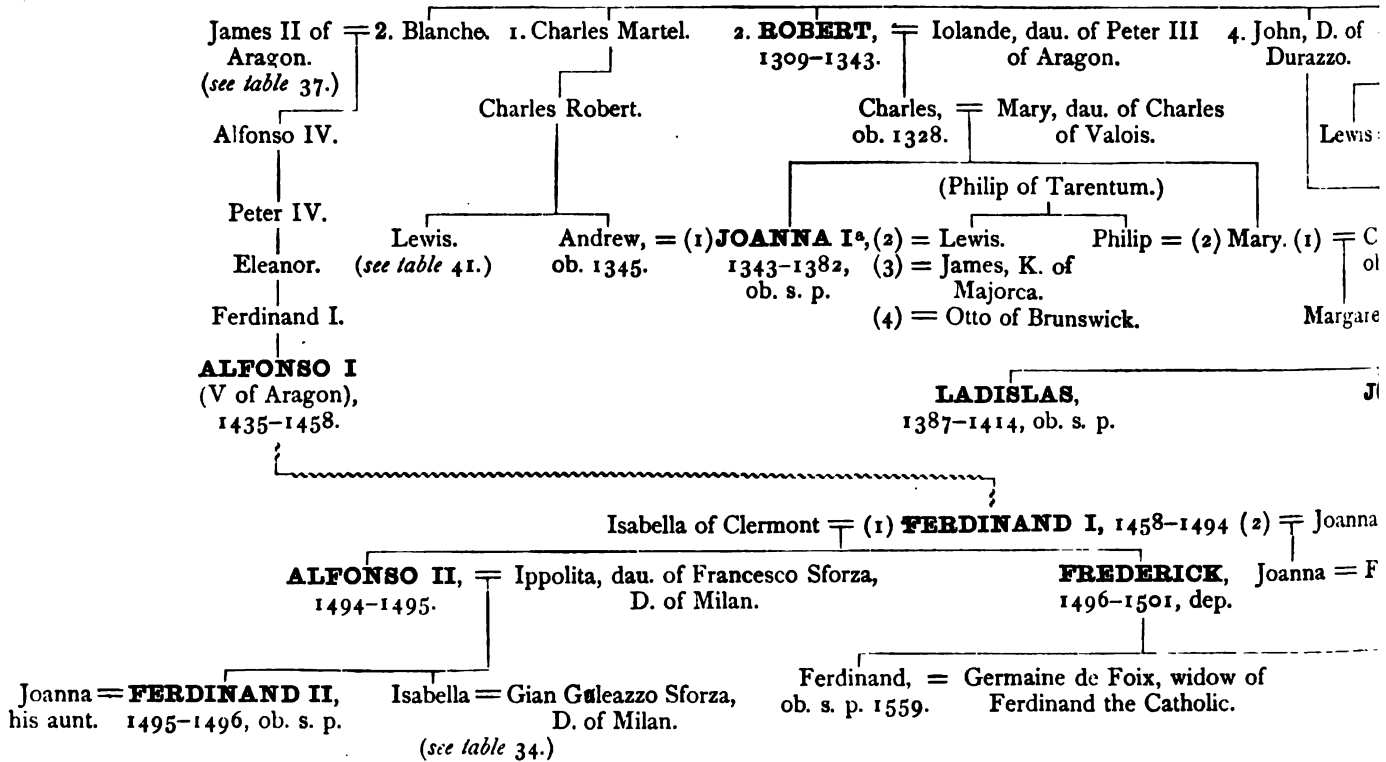 James II of = 2. Blanche. 1. Charles Martel. 2. ROBERT, = Iolande, dau. of Peter III 4. John, D. of
Aragon. 1309–1343. of Aragon. Durazzo.
(see table 37.)
Charles Robert. Charles, = Mary, dau. of Charles
Alfonso IV. ob. 1328. of Valois. Lewis
(Philip of Tarentum.)
Peter IV.
Lewis. Andrew, = (1) JOANNA Iª, (2) = Lewis. Philip = (2) Mary. (1) = C
Eleanor. (see table 41.) ob. 1345. 1343–1382, (3) = James, K. of ob
ob. s. p. Majorca.
Ferdinand I. (4) = Otto of Brunswick. Margare
ALFONSO I
(V of Aragon), LADISLAS,
1435–1458. 1387–1414, ob. s. p.
Isabella of Clermont = (1) FERDINAND I, 1458–1494 (2) = Joanna
ALFONSO II, = Ippolita, dau. of Francesco Sforza, FREDERICK, Joanna = F
1494–1495. D. of Milan. 1496–1501, dep.
Joanna = FERDINAND II, Isabella = Gian Galeazzo Sforza, Ferdinand, = Germaine de Foix, widow of
his aunt. 1495–1496, ob. s. p. D. of Milan. ob. s. p. 1559. Ferdinand the Catholic.
(see table 34.)